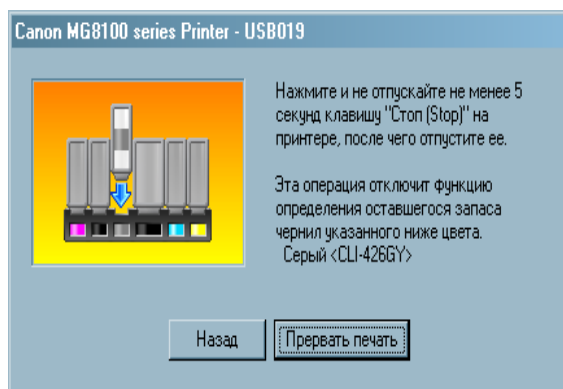 Canon MG8100 series Printer - USB019
Нажмите и не отпускайте не менее 5
секунд клавишу "Стоп (Stop)" на
принтере, после чего отпустите ее.
Эта операция отключит функцию
определения оставшегося запаса
чернил указанного ниже цвета.
Серый <CLI-426GY>
Назад
Прервать печать